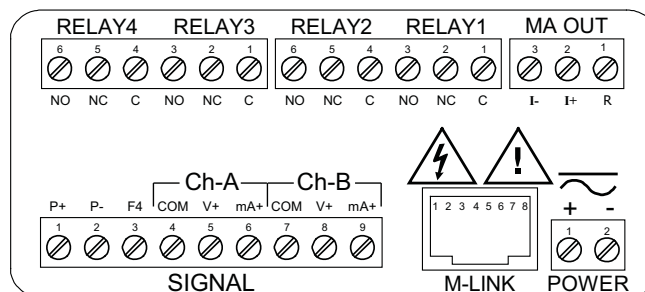 RELAY4 RELAY3 RELAY2 RELAY1 MA OUT
6 5 4 3 2 1 6 5 4 3 2 1 3 2 1
NO NC C NO NC C NO NC C NO NC C I- I+ R
!
Ch-A Ch-B
P+ P- F4 COM V+ mA+ COM V+ mA+
1 2 3 4 5 6 7 8 9
1 2 3 4 5 6 7 8
+ -
1 2
SIGNAL M-LINK POWER